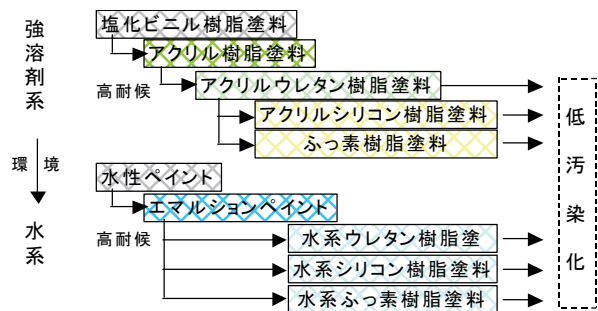 強溶剤系
塩化ビニル樹脂塗料
アクリル樹脂塗料
高耐候
アクリルウレタン樹脂塗料
アクリルシリコン樹脂塗料
ふっ素樹脂塗料
環境
水系
水性ペイント
エマルションペイント
高耐候
水系ウレタン樹脂塗
水系シリコン樹脂塗料
水系ふっ素樹脂塗料
低汚染化